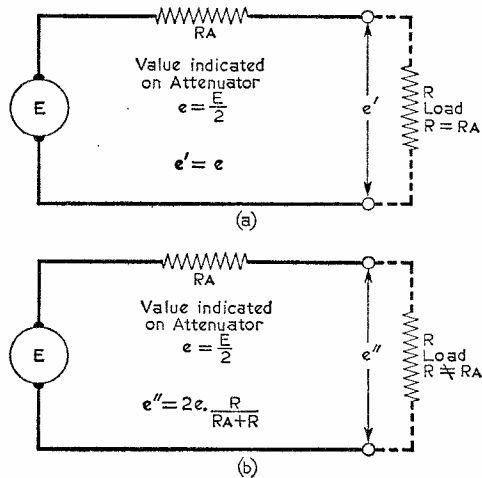 RA
Value indicated
on Attenuator
e = E/2
E
e'
R
Load
R = RA
e' = e
(a)
RA
Value indicated
on Attenuator
e = E/2
E
e"
R
Load
R ≠ RA
e" = 2e. R/RA+R
(b)